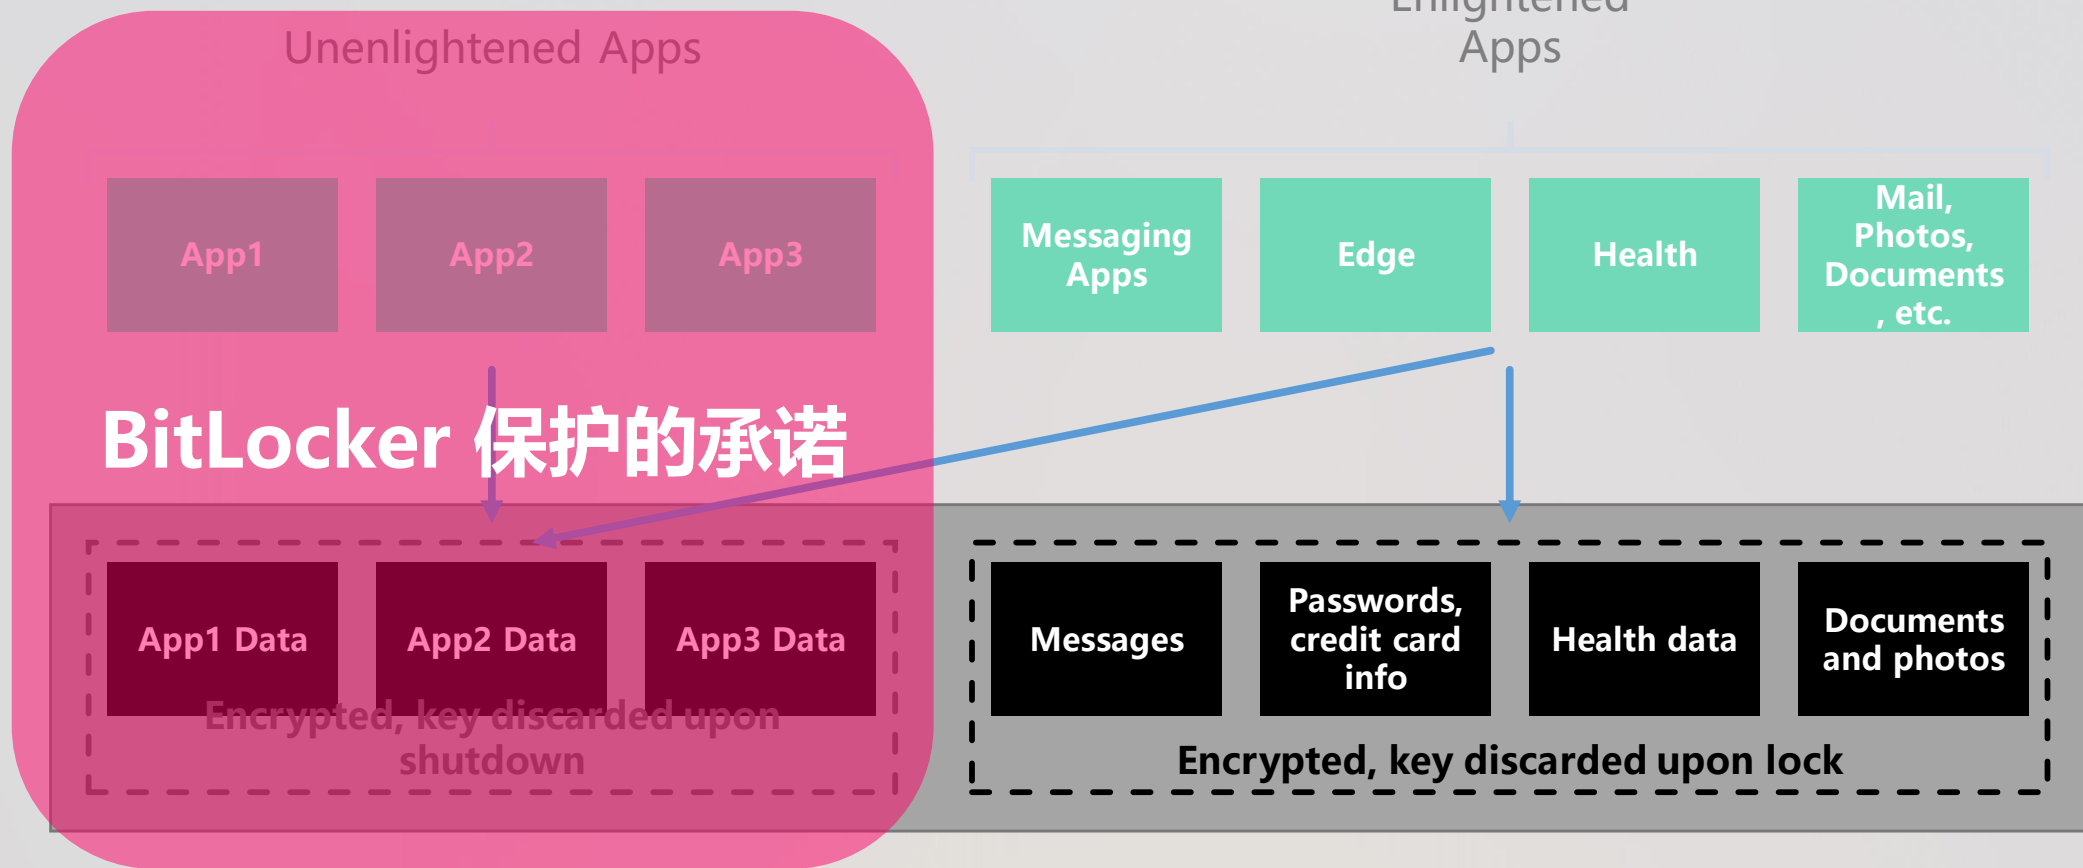 Unenlightened Apps
Enlightened
Apps
App1
App2
App3
Messaging
Apps
Edge
Health
Mail,
Photos,
Documents
, etc.
BitLocker 保护的承诺
App1 Data
App2 Data
App3 Data
Encrypted, key discarded upon
shutdown
Messages
Passwords,
credit card
info
Health data
Documents
and photos
Encrypted, key discarded upon lock